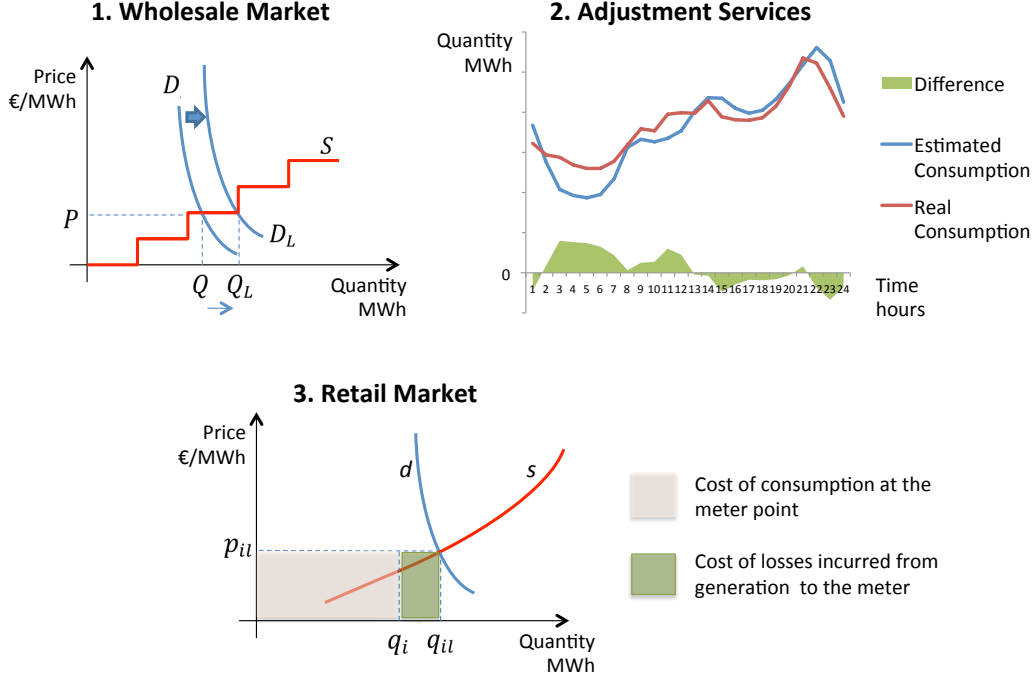 1. Wholesale Market
Price
€/MWh
D
S
P
D_L
Q
Q_L
Quantity
MWh
2. Adjustment Services
Quantity
MWh
Difference
Estimated
Consumption
Real
Consumption
0
1 2 3 4 5 6 7 8 9 10 11 12 13 14 15 16 17 18 19 20 21 22 23 24
Time
hours
3. Retail Market
Price
€/MWh
d
s
p_il
q_i
q_il
Quantity
MWh
Cost of consumption at the
meter point
Cost of losses incurred from
generation to the meter